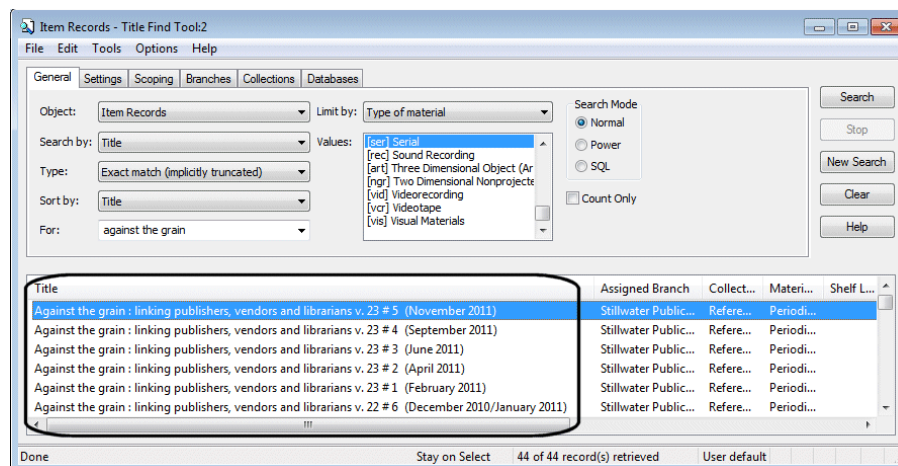 Item Records - Title Find Tool:2
File Edit Tools Options Help
General Settings Scoping Branches Collections Databases
Object: Item Records
Limit by: Type of material
Search Mode
Search
Search by: Title
Values: [ser] Serial
Normal
Stop
[rec] Sound Recording
Power
Type: Exact match (implicitly truncated)
[art] Three Dimensional Object (Ar
SQL
New Search
[ngr] Two Dimensional Nonprojecte
Sort by: Title
[vid] Videorecording
Count Only
Clear
[vcr] Videotape
For: against the grain
[vis] Visual Materials
Help
Title Assigned Branch Collect... Materi... Shelf L...
Against the grain : linking publishers, vendors and librarians v. 23 # 5 (November 2011) Stillwater Public... Refere... Periodi...
Against the grain : linking publishers, vendors and librarians v. 23 # 4 (September 2011) Stillwater Public... Refere... Periodi...
Against the grain : linking publishers, vendors and librarians v. 23 # 3 (June 2011) Stillwater Public... Refere... Periodi...
Against the grain : linking publishers, vendors and librarians v. 23 # 2 (April 2011) Stillwater Public... Refere... Periodi...
Against the grain : linking publishers, vendors and librarians v. 23 # 1 (February 2011) Stillwater Public... Refere... Periodi...
Against the grain : linking publishers, vendors and librarians v. 22 # 6 (December 2010/January 2011) Stillwater Public... Refere... Periodi...
Done Stay on Select 44 of 44 record(s) retrieved User default